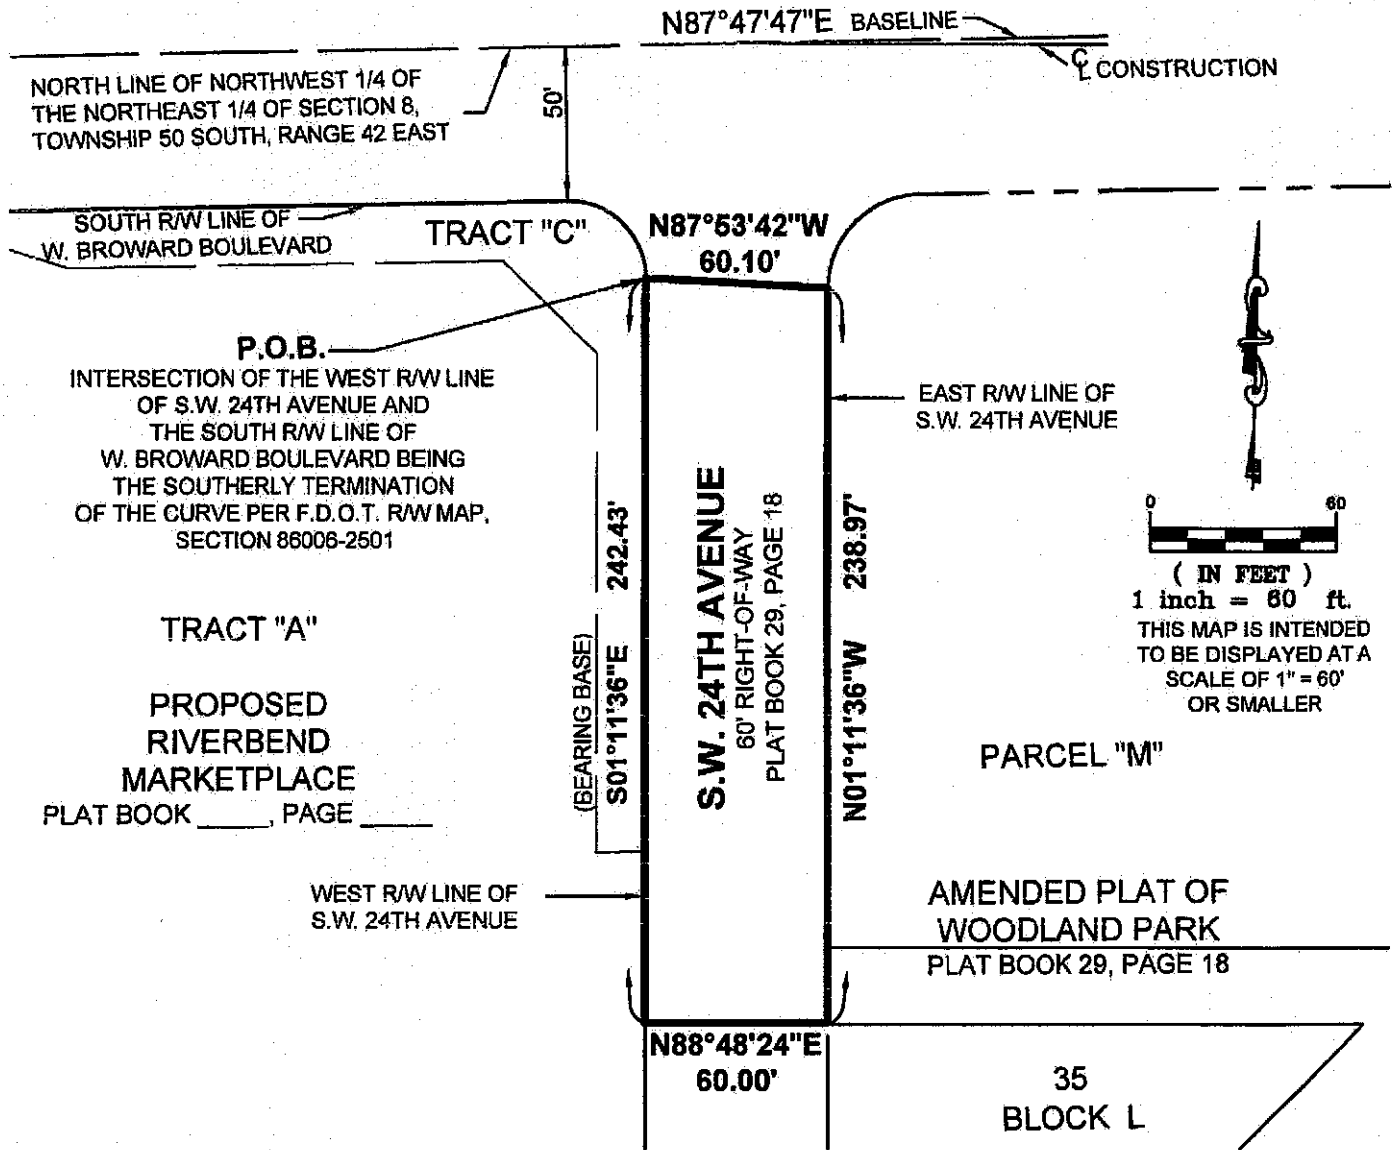 N87°47'47"E BASELINE
℄ CONSTRUCTION
NORTH LINE OF NORTHWEST 1/4 OF
THE NORTHEAST 1/4 OF SECTION 8,
TOWNSHIP 50 SOUTH, RANGE 42 EAST
50'
SOUTH R/W LINE OF
W. BROWARD BOULEVARD
TRACT "C"
N87°53'42"W
60.10'
P.O.B.
INTERSECTION OF THE WEST R/W LINE
OF S.W. 24TH AVENUE AND
THE SOUTH R/W LINE OF
W. BROWARD BOULEVARD BEING
THE SOUTHERLY TERMINATION
OF THE CURVE PER F.D.O.T. R/W MAP,
SECTION 86006-2501
EAST R/W LINE OF
S.W. 24TH AVENUE
0 60
( IN FEET )
1 inch = 60 ft.
THIS MAP IS INTENDED
TO BE DISPLAYED AT A
SCALE OF 1" = 60'
OR SMALLER
TRACT "A"
PROPOSED
RIVERBEND
MARKETPLACE
PLAT BOOK ____, PAGE ____
(BEARING BASE)
S01°11'36"E 242.43'
S.W. 24TH AVENUE
60' RIGHT-OF-WAY
PLAT BOOK 29, PAGE 18
N01°11'36"W 238.97'
PARCEL "M"
WEST R/W LINE OF
S.W. 24TH AVENUE
AMENDED PLAT OF
WOODLAND PARK
PLAT BOOK 29, PAGE 18
N88°48'24"E
60.00'
35
BLOCK L